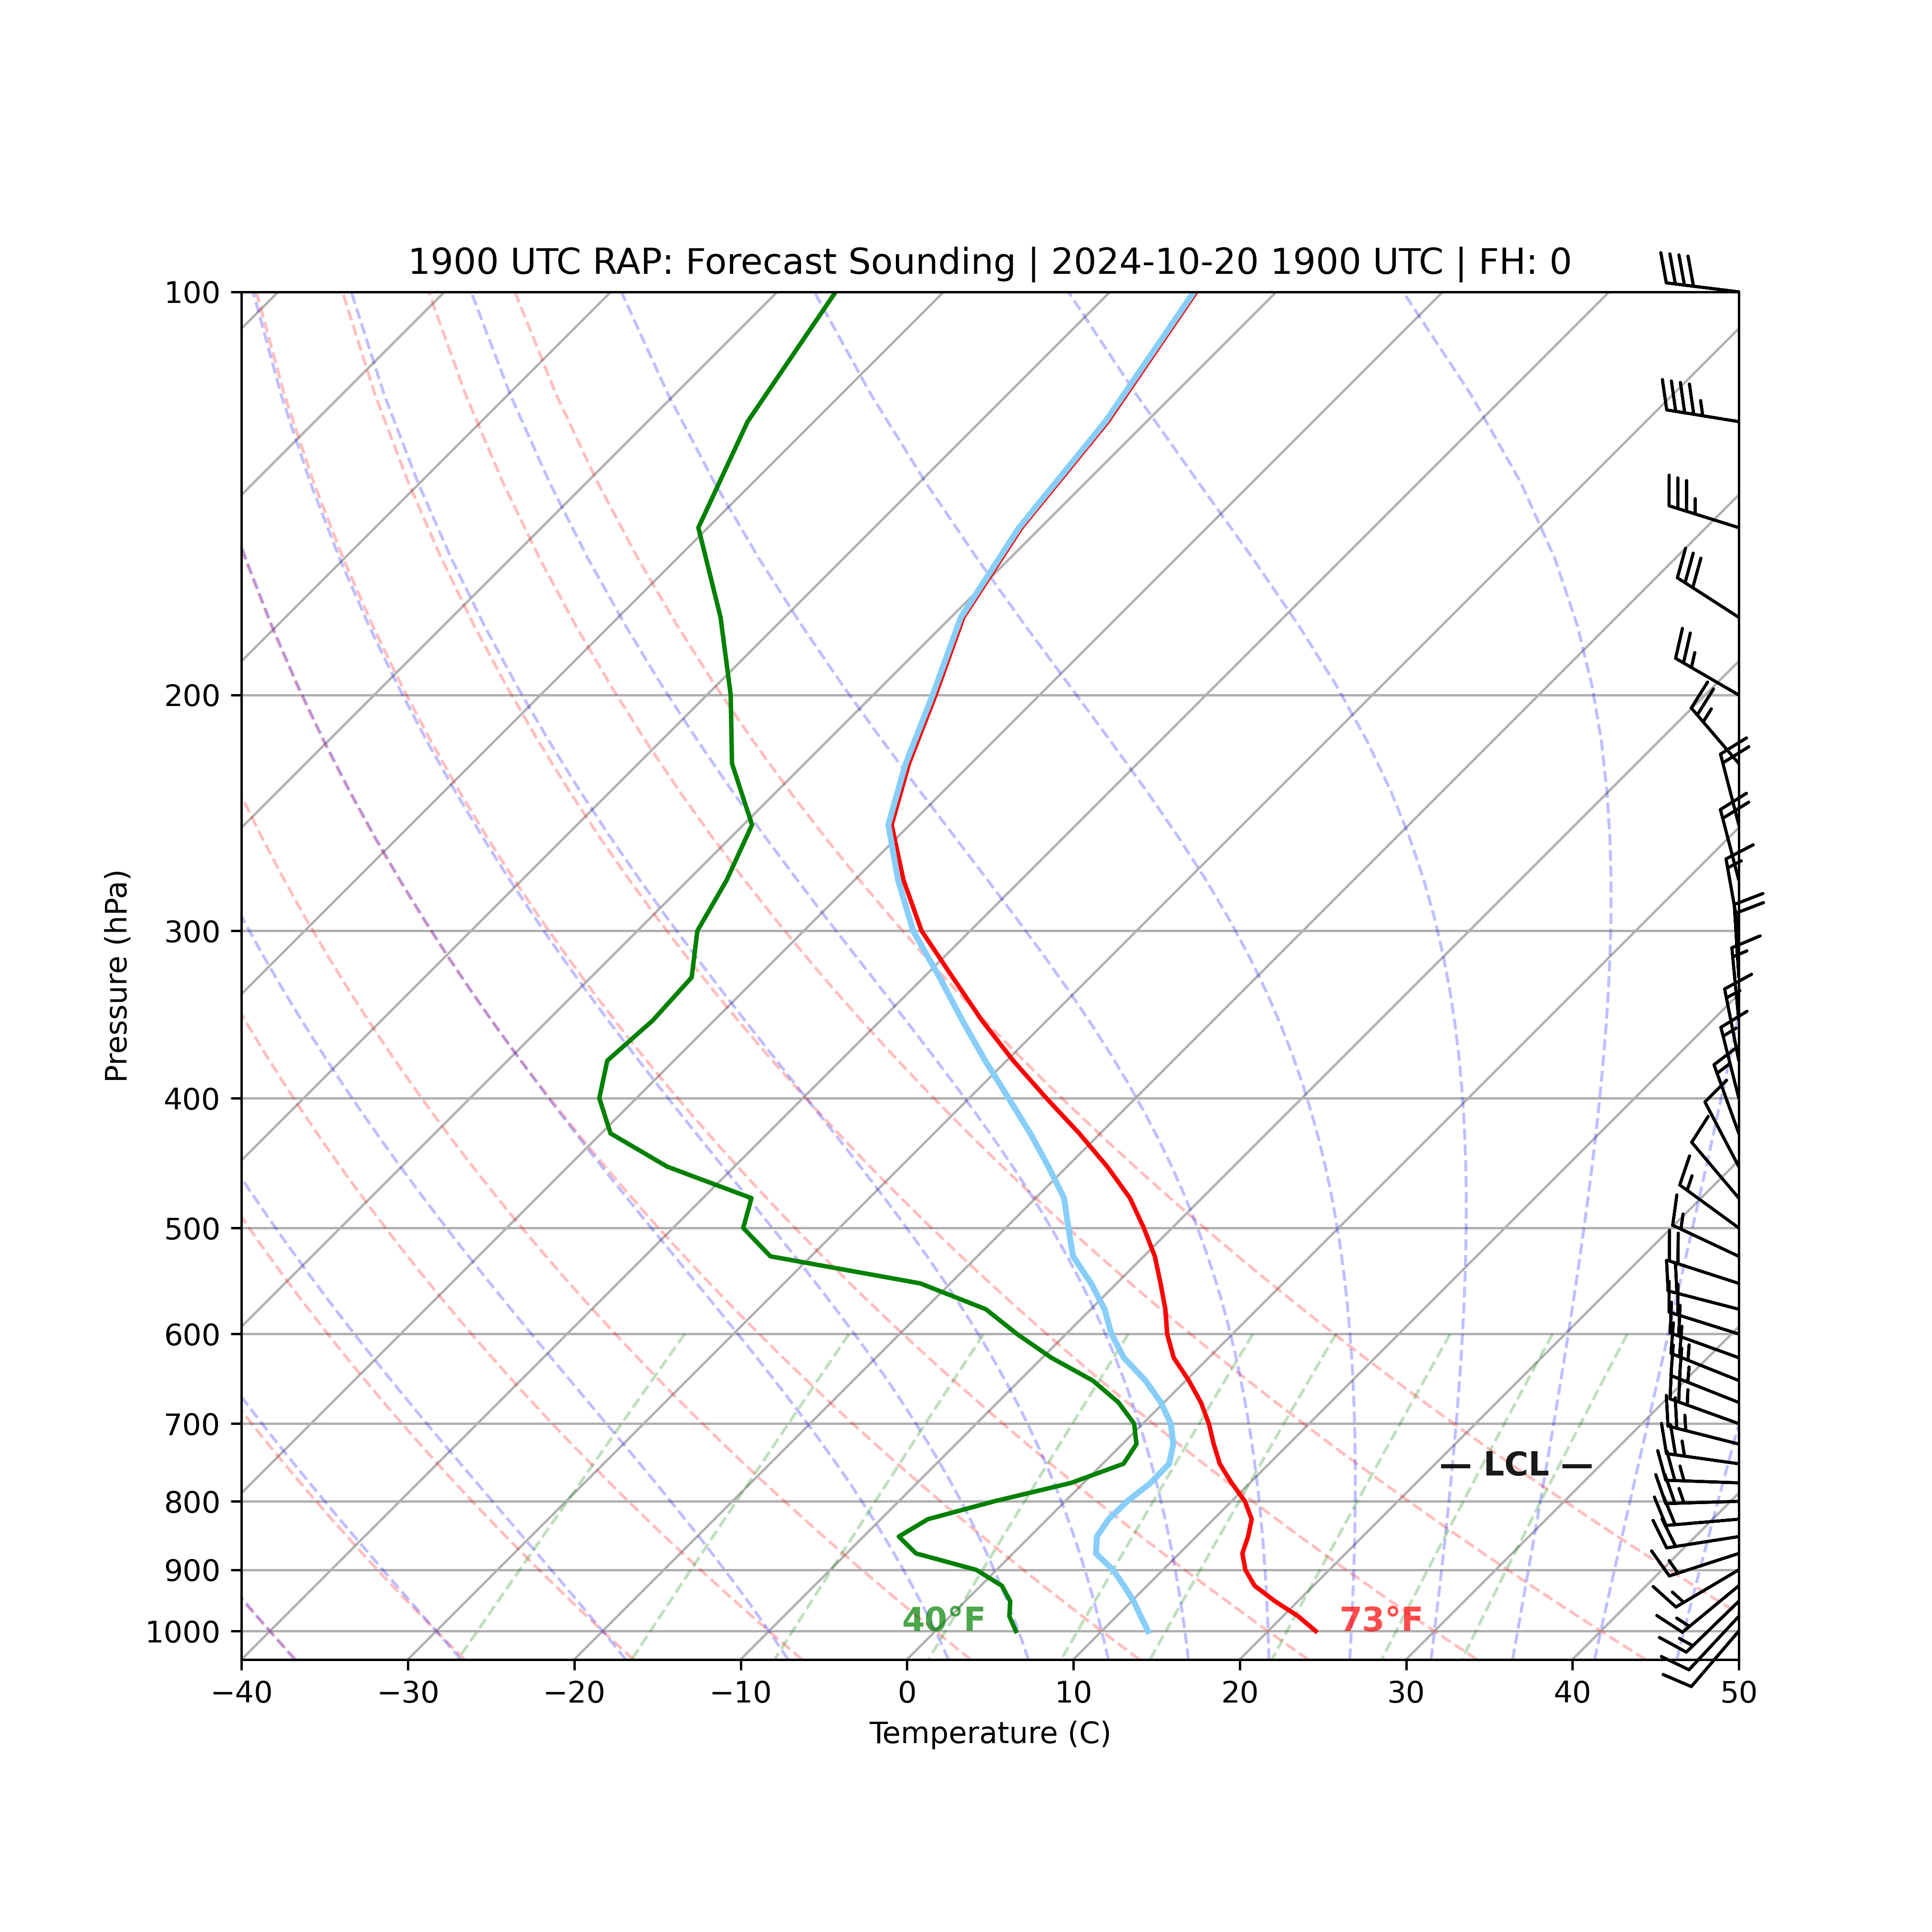 1900 UTC RAP: Forecast Sounding | 2024-10-20 1900 UTC | FH: 0
100
200
300
400
500
600
700
800
900
1000
Pressure (hPa)
— LCL —
40°F
73°F
−40 −30 −20 −10 0 10 20 30 40 50
Temperature (C)